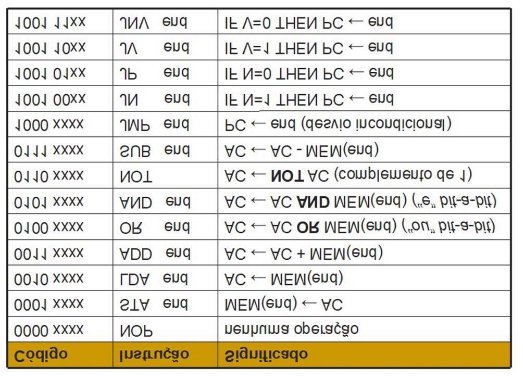 Código Instrução Significado
0000 xxxx NOP nenhuma operação
0001 xxxx STA end MEM(end) ← AC
0010 xxxx LDA end AC ← MEM(end)
0011 xxxx ADD end AC ← AC + MEM(end)
0100 xxxx OR end AC ← AC OR MEM(end) ("ou" bit-a-bit)
0101 xxxx AND end AC ← AC AND MEM(end) ("e" bit-a-bit)
0110 xxxx NOT AC ← NOT AC (complemento de 1)
0111 xxxx SUB end AC ← AC - MEM(end)
1000 xxxx JMP end PC ← end (desvio incondicional)
1001 00xx JN end IF N=1 THEN PC ← end
1001 01xx JP end IF N=0 THEN PC ← end
1001 10xx JV end IF V=1 THEN PC ← end
1001 11xx JNV end IF V=0 THEN PC ← end